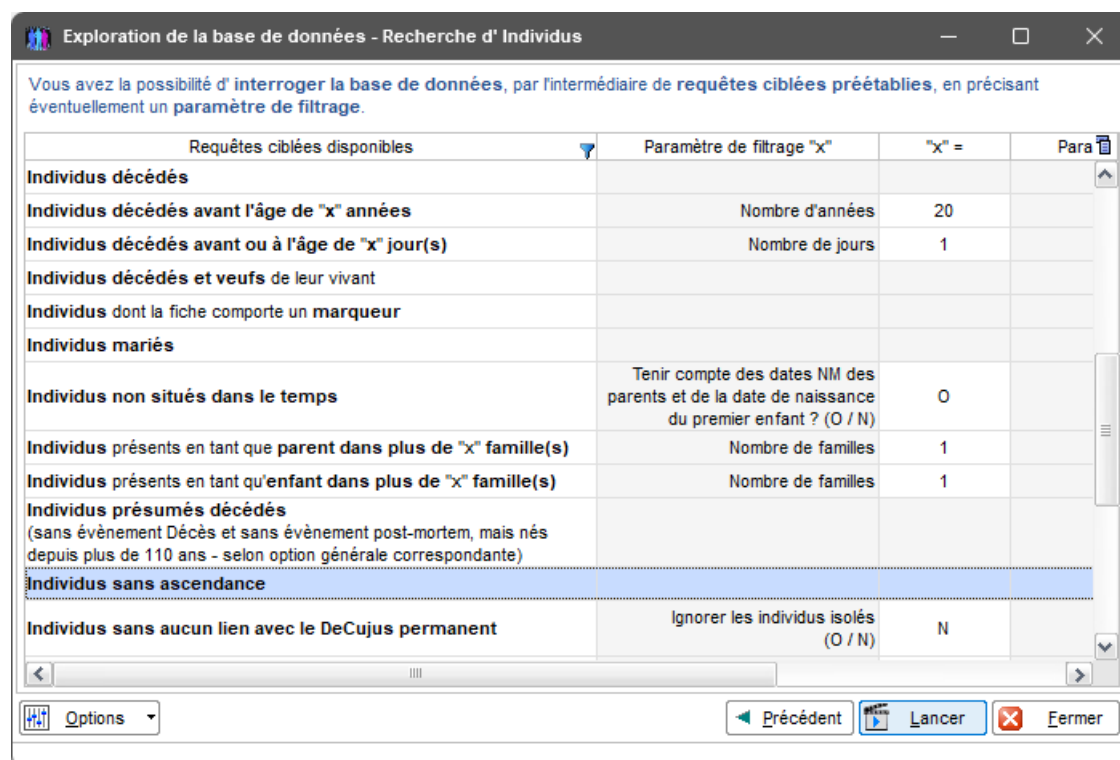 Exploration de la base de données - Recherche d' Individus
Vous avez la possibilité d' interroger la base de données, par l'intermédiaire de requêtes ciblées préétablies, en précisant
éventuellement un paramètre de filtrage.
Requêtes ciblées disponibles Paramètre de filtrage "x" "x" = Para
Individus décédés
Individus décédés avant l'âge de "x" années Nombre d'années 20
Individus décédés avant ou à l'âge de "x" jour(s) Nombre de jours 1
Individus décédés et veufs de leur vivant
Individus dont la fiche comporte un marqueur
Individus mariés
Individus non situés dans le temps Tenir compte des dates NM des
parents et de la date de naissance O
du premier enfant ? (O / N)
Individus présents en tant que parent dans plus de "x" famille(s) Nombre de familles 1
Individus présents en tant qu'enfant dans plus de "x" famille(s) Nombre de familles 1
Individus présumés décédés
(sans évènement Décès et sans évènement post-mortem, mais nés
depuis plus de 110 ans - selon option générale correspondante)
Individus sans ascendance
Individus sans aucun lien avec le DeCujus permanent Ignorer les individus isolés N
(O / N)
Options Précédent Lancer Fermer